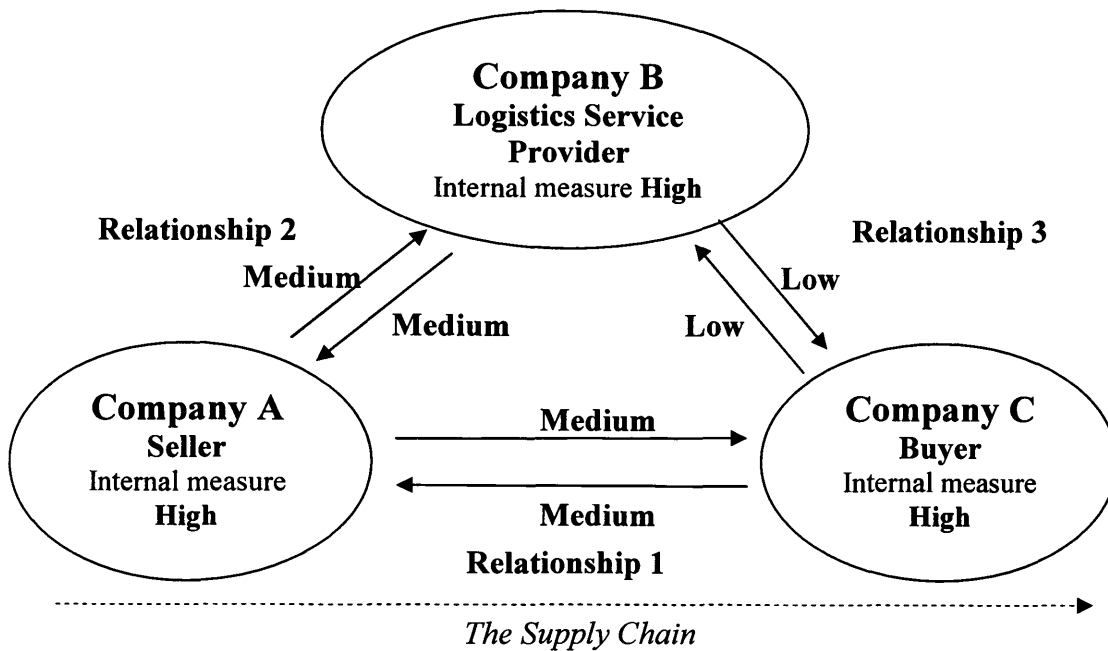 Company B
Logistics Service
Provider
Internal measure High
Relationship 2
Relationship 3
Medium
Low
Medium
Low
Company A
Seller
Internal measure
High
Medium
Company C
Buyer
Internal measure
High
Medium
Relationship 1
The Supply Chain